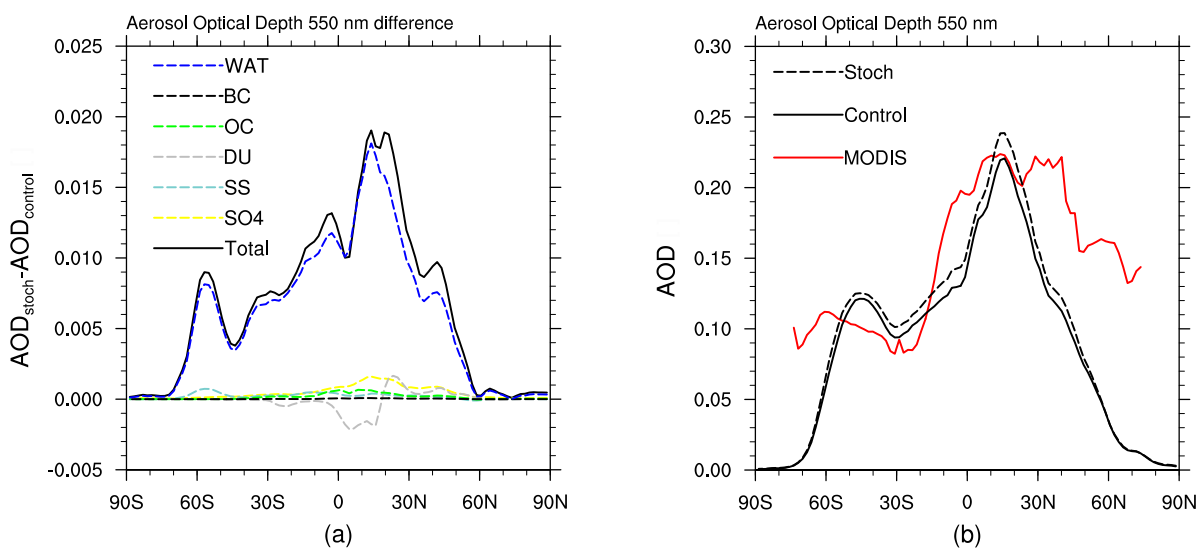 Aerosol Optical Depth 550 nm difference
0.025
0.020
0.015
0.010
0.005
0.000
-0.005
AOD_stoch-AOD_control
WAT
BC
OC
DU
SS
SO4
Total
90S 60S 30S 0 30N 60N 90N
(a)
Aerosol Optical Depth 550 nm
0.30
0.25
0.20
0.15
0.10
0.05
0.00
AOD
Stoch
Control
MODIS
90S 60S 30S 0 30N 60N 90N
(b)